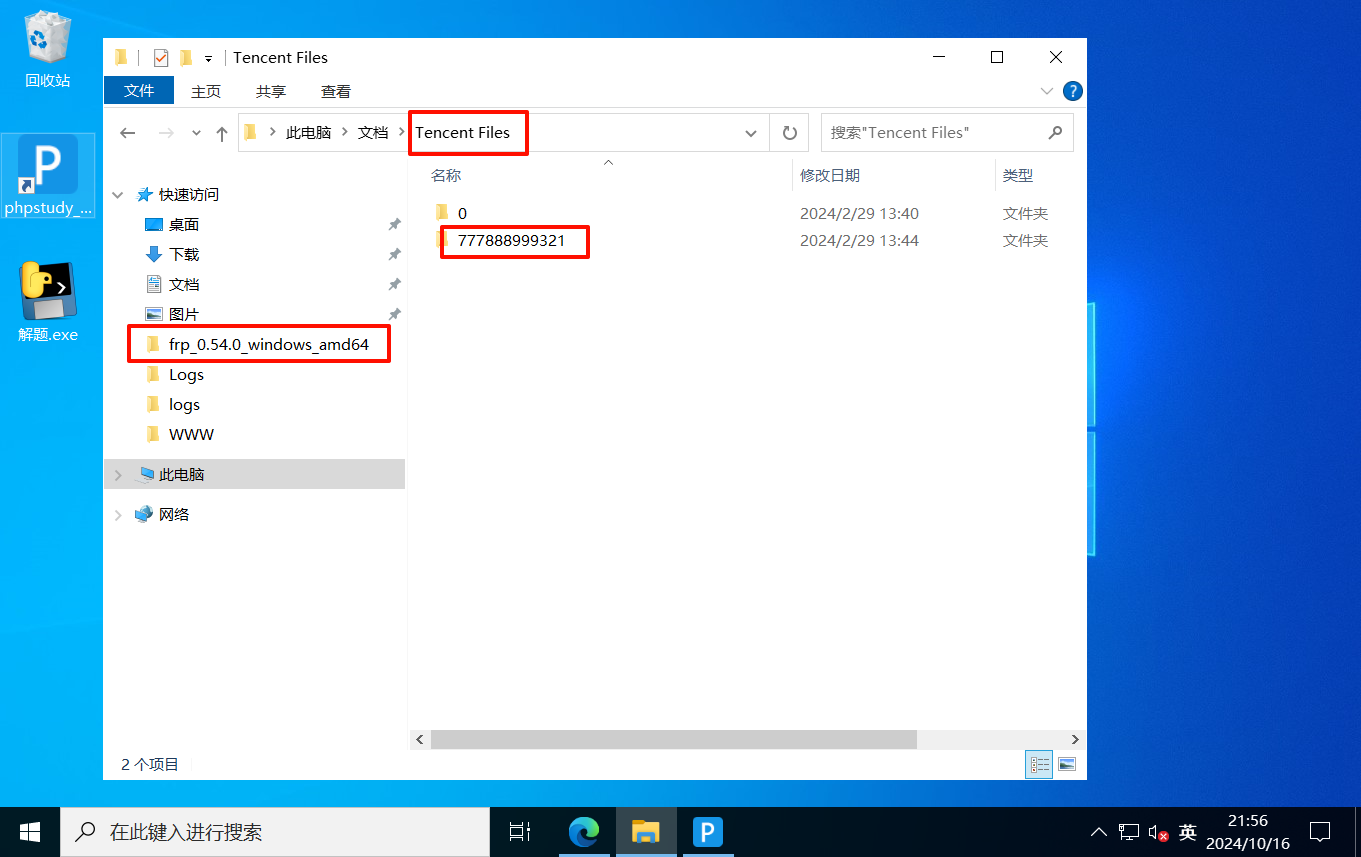 回收站
phpstudy_...
解题.exe
Tencent Files
文件 主页 共享 查看
此电脑 文档 Tencent Files
搜索"Tencent Files"
名称 修改日期 类型
0 2024/2/29 13:40 文件夹
777888999321 2024/2/29 13:44 文件夹
快速访问
桌面
下载
文档
图片
frp_0.54.0_windows_amd64
Logs
logs
WWW
此电脑
网络
2 个项目
在此键入进行搜索
英
21:56
2024/10/16